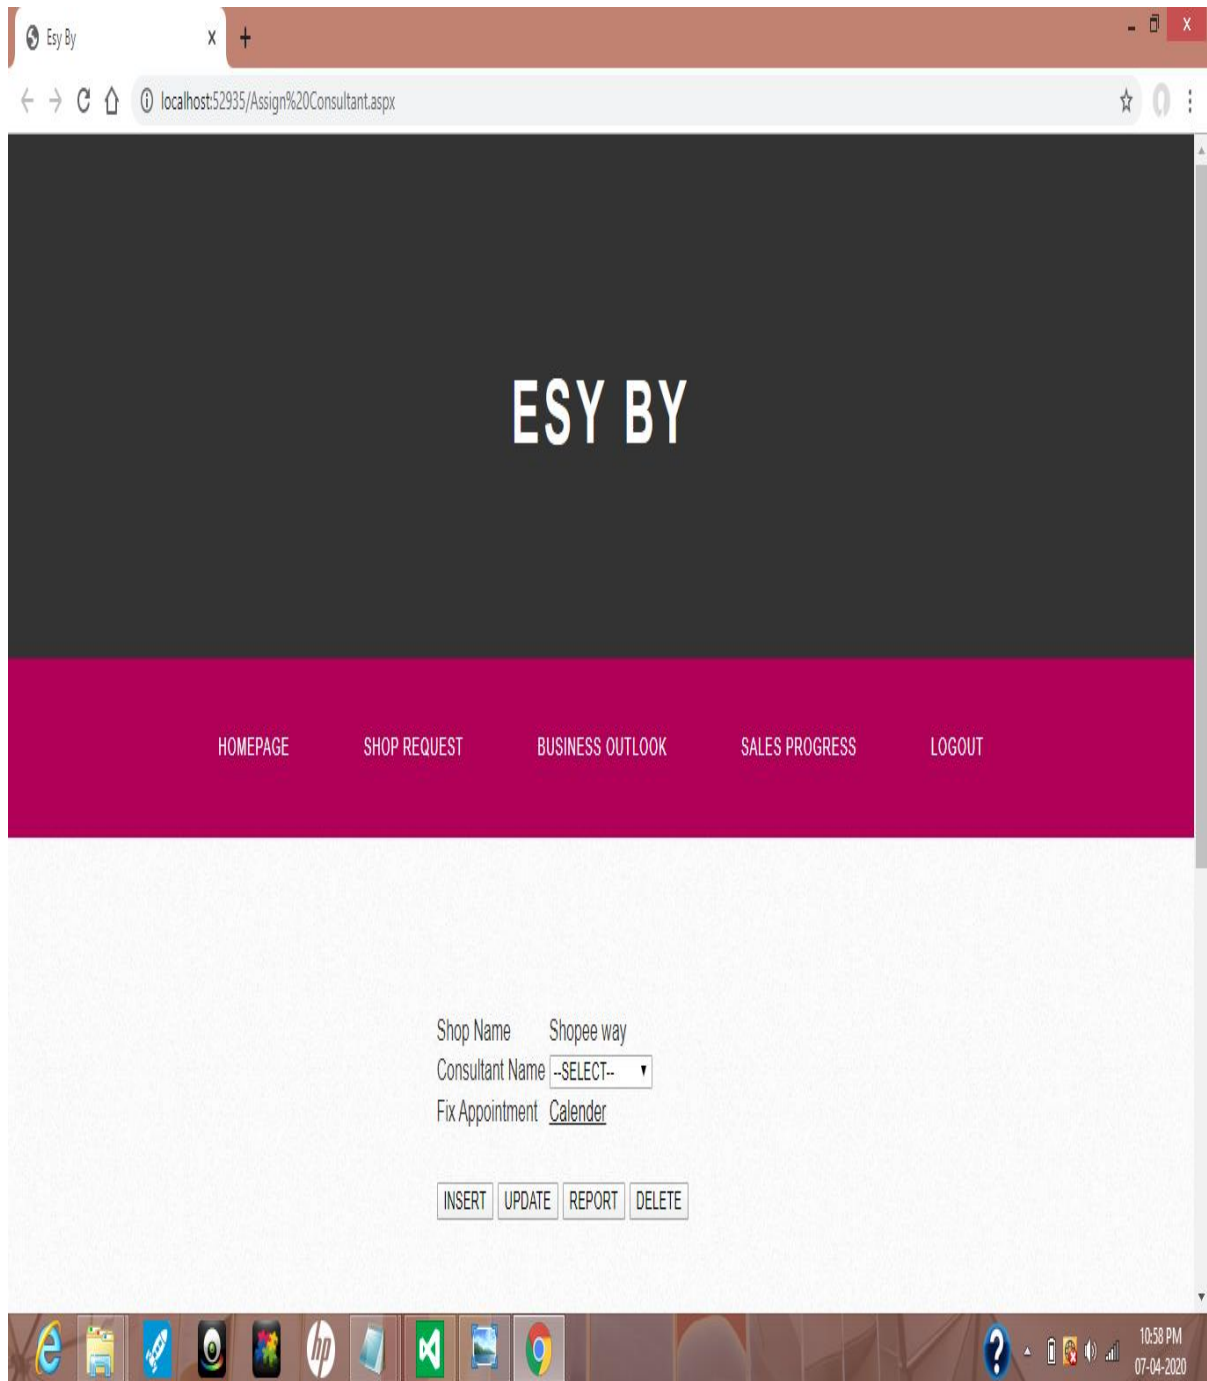 Esy By
localhost:52935/Assign%20Consultant.aspx
ESY BY
HOMEPAGE SHOP REQUEST BUSINESS OUTLOOK SALES PROGRESS LOGOUT
Shop Name Shopee way
Consultant Name --SELECT--
Fix Appointment Calender
INSERT UPDATE REPORT DELETE
hp
10:58 PM
07-04-2020